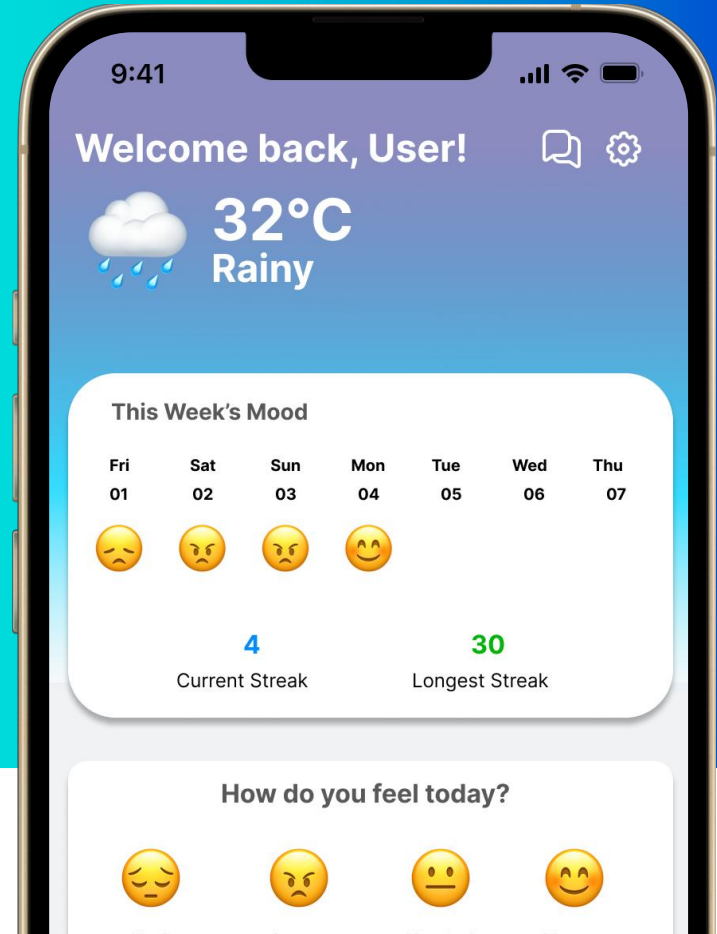 9:41
Welcome back, User!
32°C
Rainy
This Week's Mood
Fri Sat Sun Mon Tue Wed Thu
01 02 03 04 05 06 07
4 30
Current Streak Longest Streak
How do you feel today?